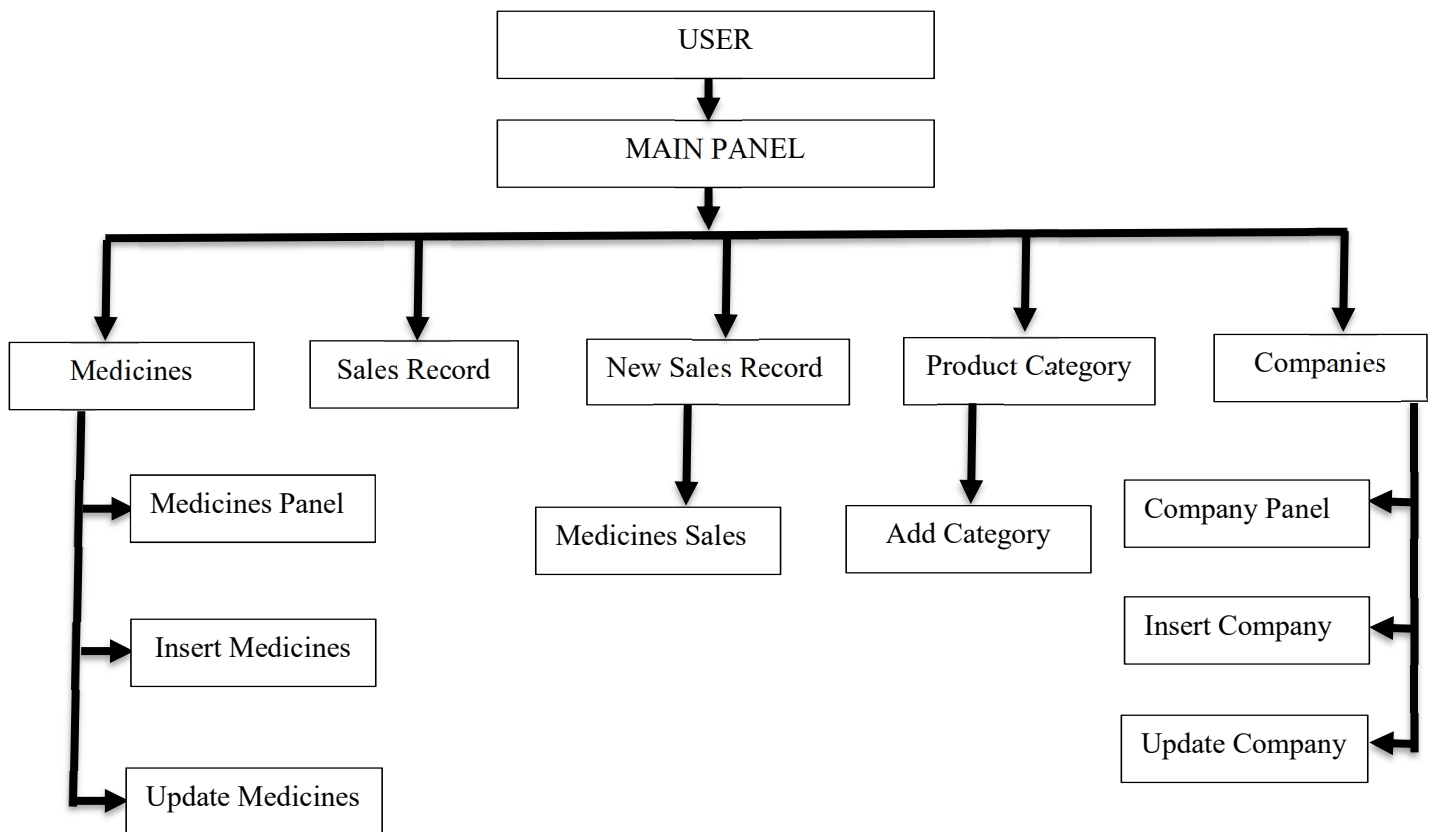 USER
MAIN PANEL
Medicines
Sales Record
New Sales Record
Product Category
Companies
Medicines Panel
Insert Medicines
Update Medicines
Medicines Sales
Add Category
Company Panel
Insert Company
Update Company